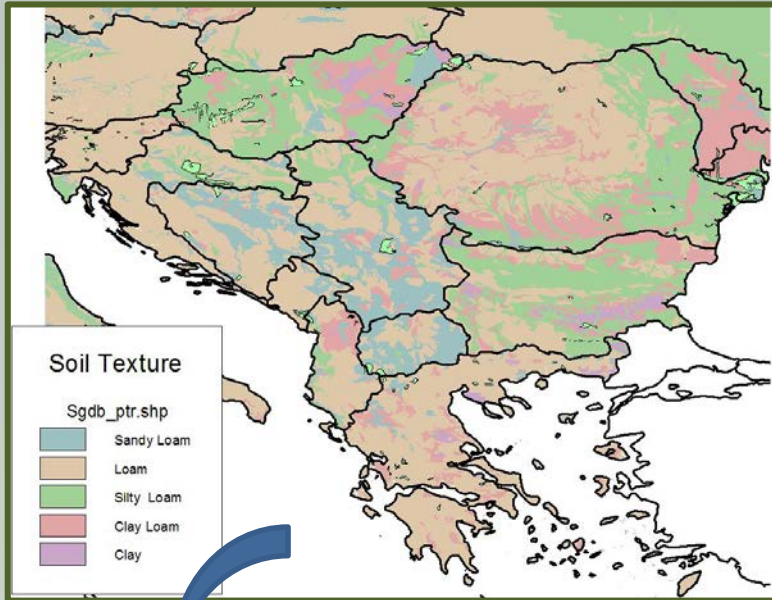 Soil Texture
Sgdb_ptr.shp
Sandy Loam
Loam
Silty Loam
Clay Loam
Clay